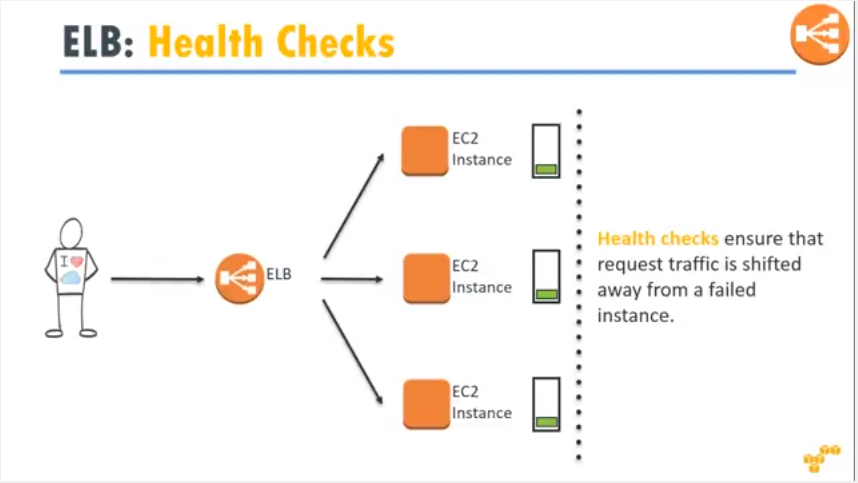 ELB: Health Checks
EC2
Instance
I
ELB
EC2
Instance
EC2
Instance
Health checks ensure that
request traffic is shifted
away from a failed
instance.